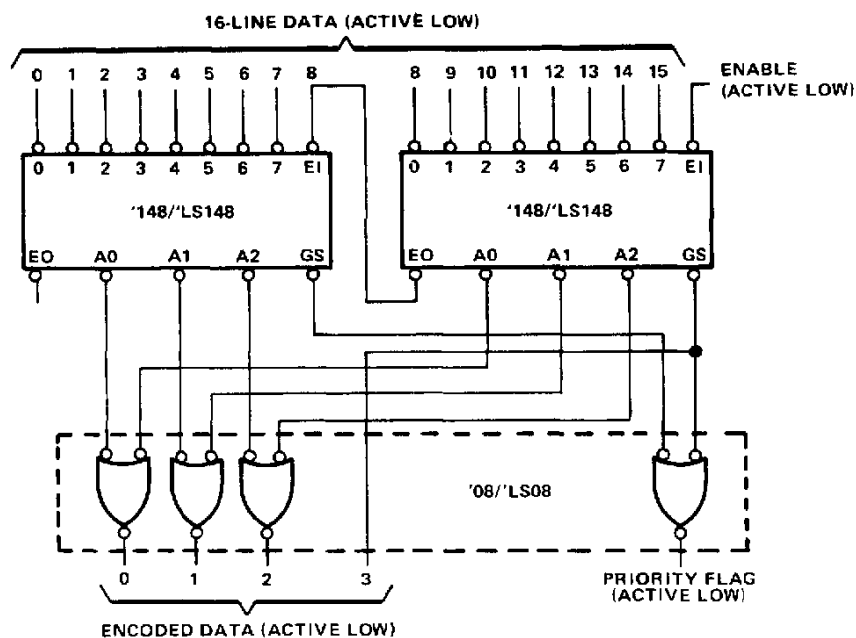 16-LINE DATA (ACTIVE LOW)
0 1 2 3 4 5 6 7 8 8 9 10 11 12 13 14 15 ENABLE
(ACTIVE LOW)
0 1 2 3 4 5 6 7 EI 0 1 2 3 4 5 6 7 EI
'148/'LS148 '148/'LS148
EO A0 A1 A2 GS EO A0 A1 A2 GS
'08/'LS08
0 1 2 3 PRIORITY FLAG
(ACTIVE LOW)
ENCODED DATA (ACTIVE LOW)